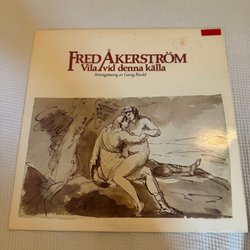 FRED ÅKERSTRÖM
Vila vid denna källa
Arrangemang av Georg Riedel